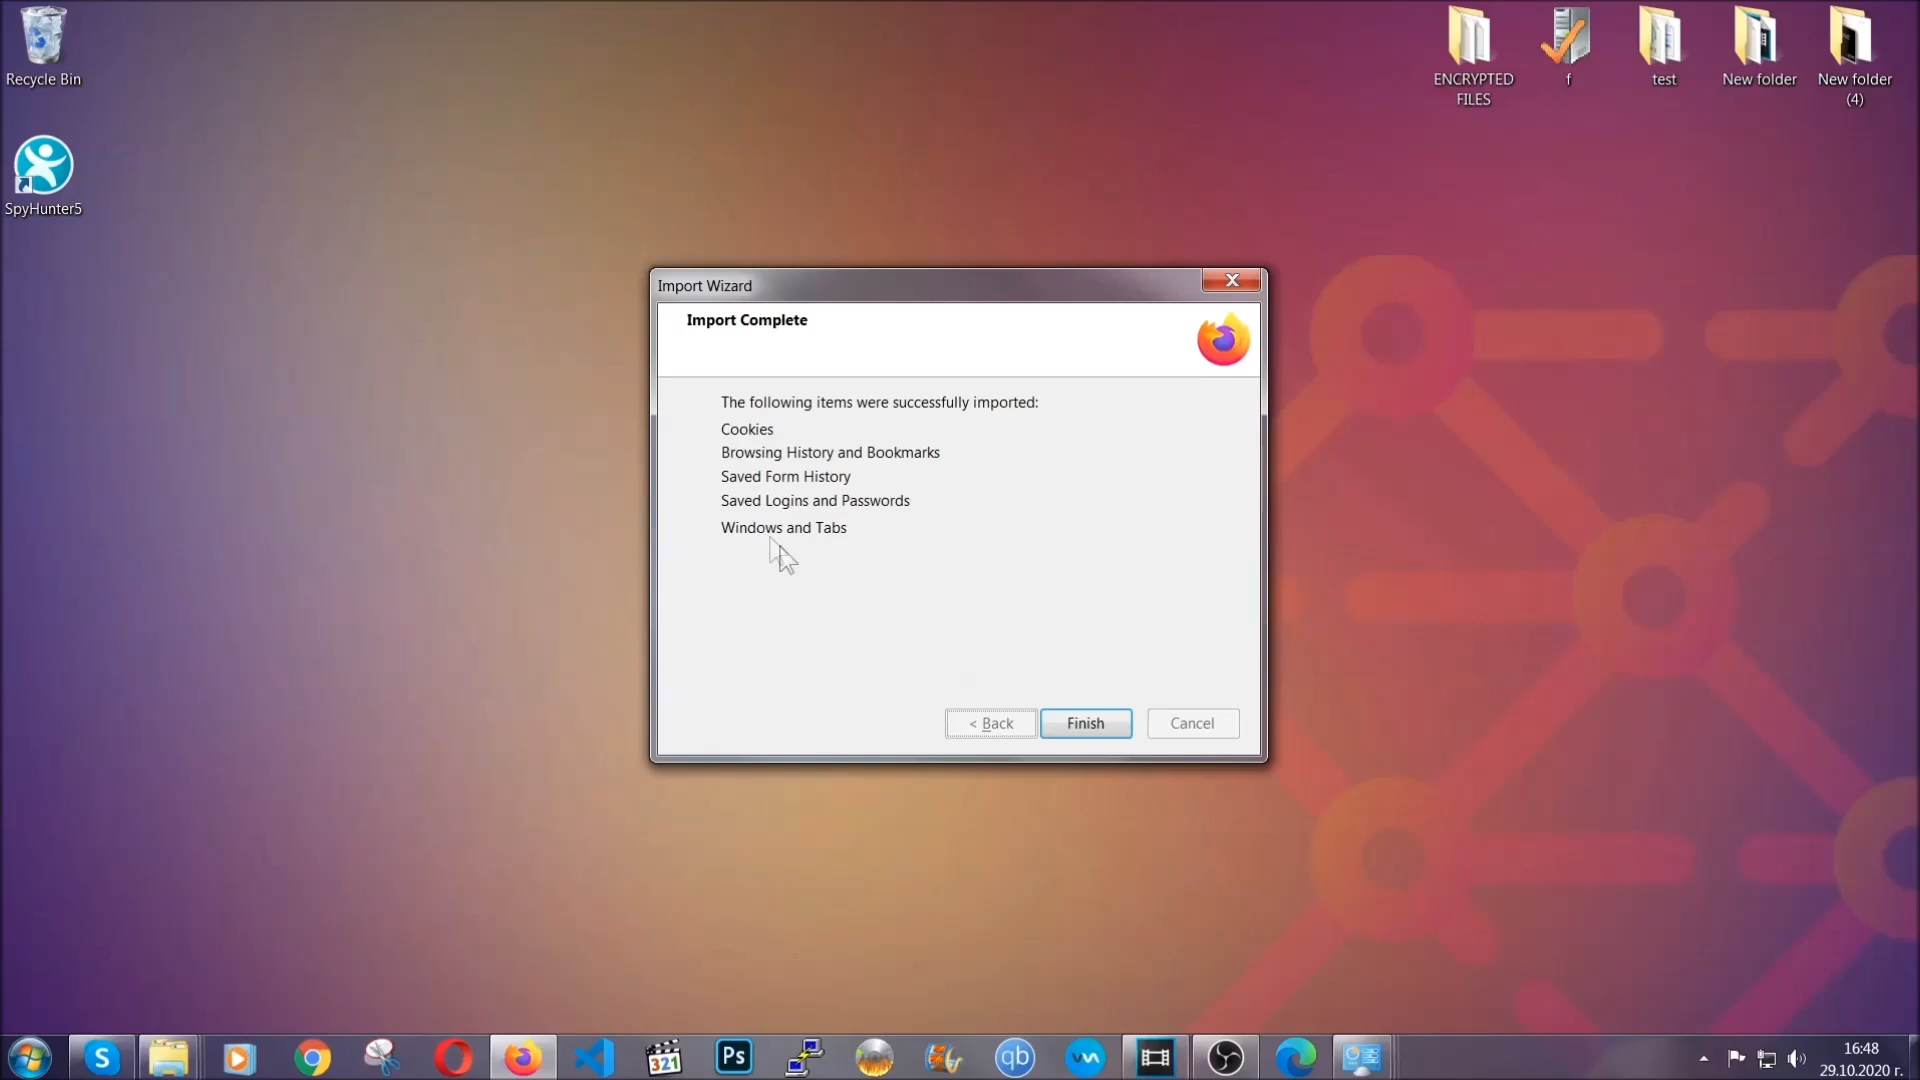 Recycle Bin
SpyHunter5
ENCRYPTED
FILES
f
test
New folder
New folder
(4)
Import Wizard
Import Complete
The following items were successfully imported:
Cookies
Browsing History and Bookmarks
Saved Form History
Saved Logins and Passwords
Windows and Tabs
< Back
Finish
Cancel
S
321
Ps
qb
16:48
29.10.2020 г.